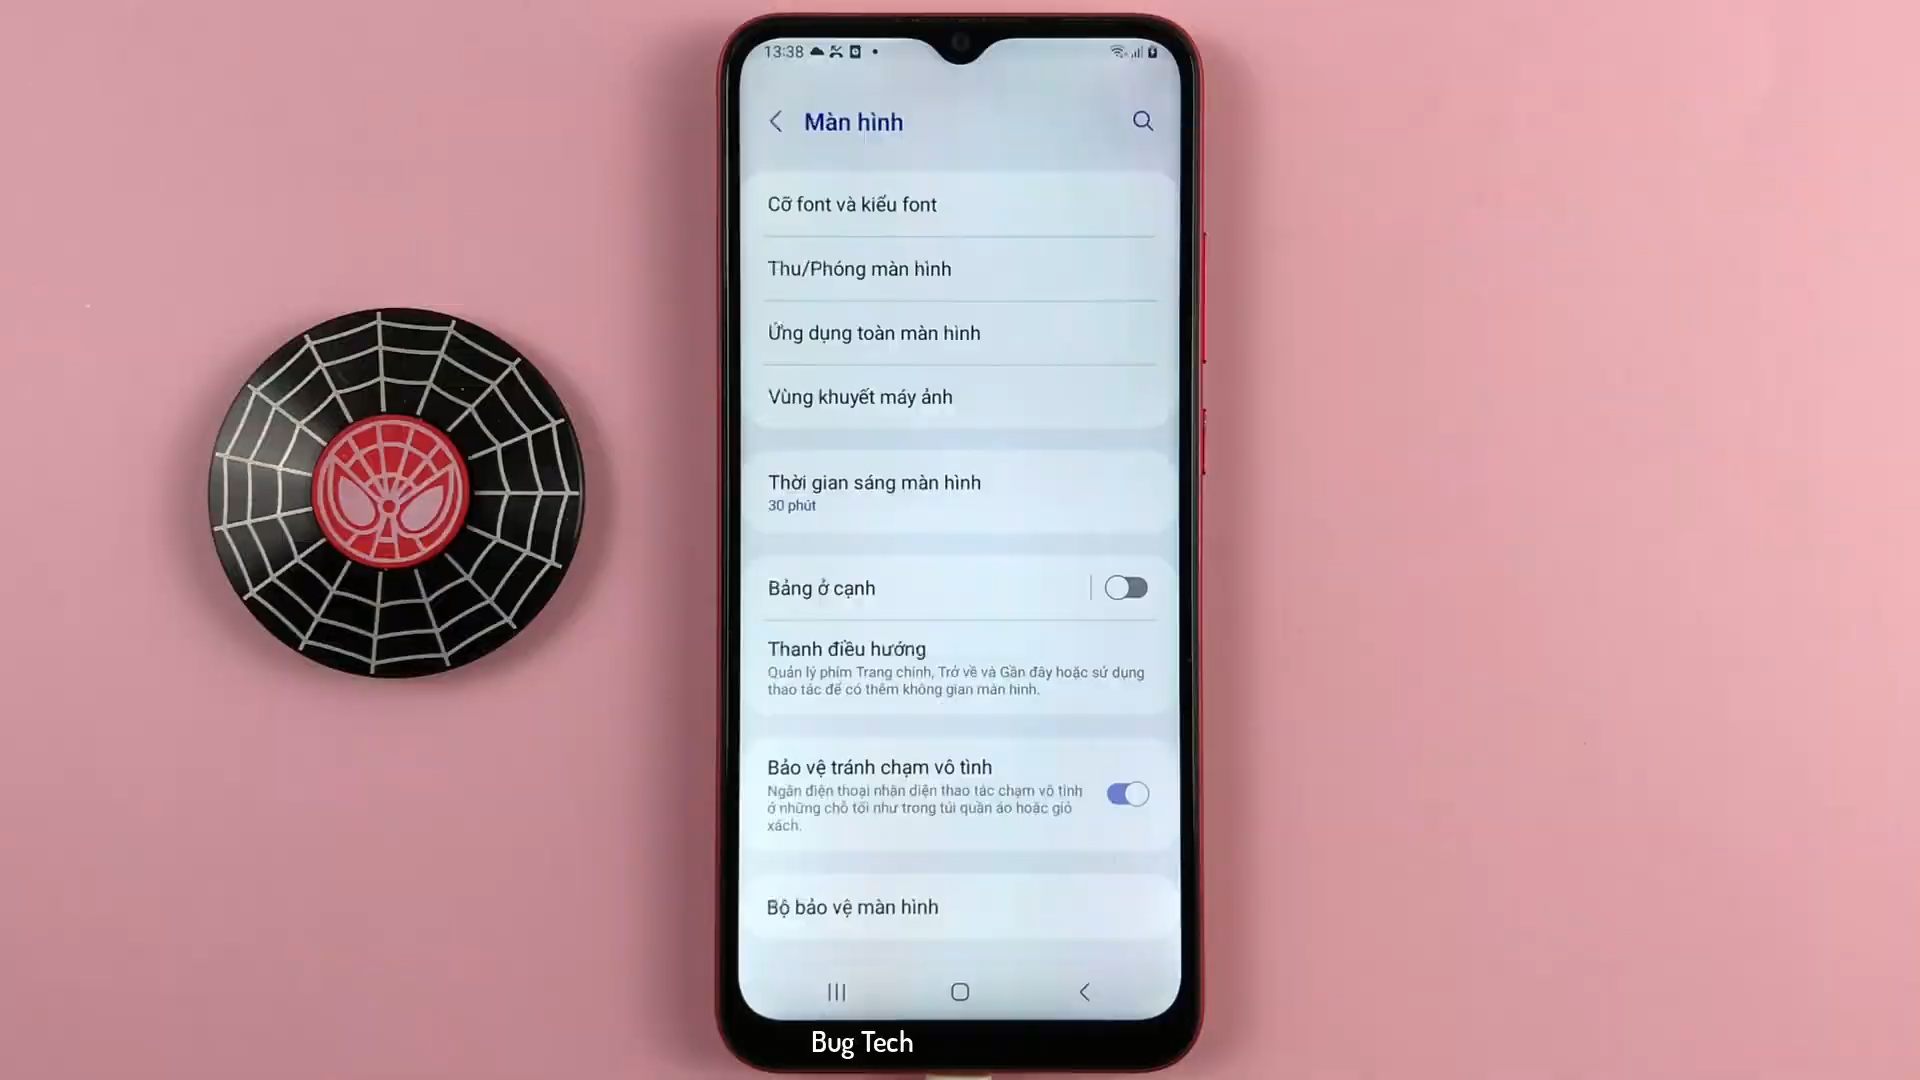 13:38
Màn hình
Cỡ font và kiểu font
Thu/Phóng màn hình
Ứng dụng toàn màn hình
Vùng khuyết máy ảnh
Thời gian sáng màn hình
30 phút
Bảng ở cạnh
Thanh điều hướng
Quản lý phím Trang chính, Trở về và Gần đây hoặc sử dụng
thao tác để có thêm không gian màn hình.
Bảo vệ tránh chạm vô tình
Ngăn điện thoại nhận diện thao tác chạm vô tình
ở những chỗ tối như trong túi quần áo hoặc giỏ
xách.
Bộ bảo vệ màn hình
Bug Tech